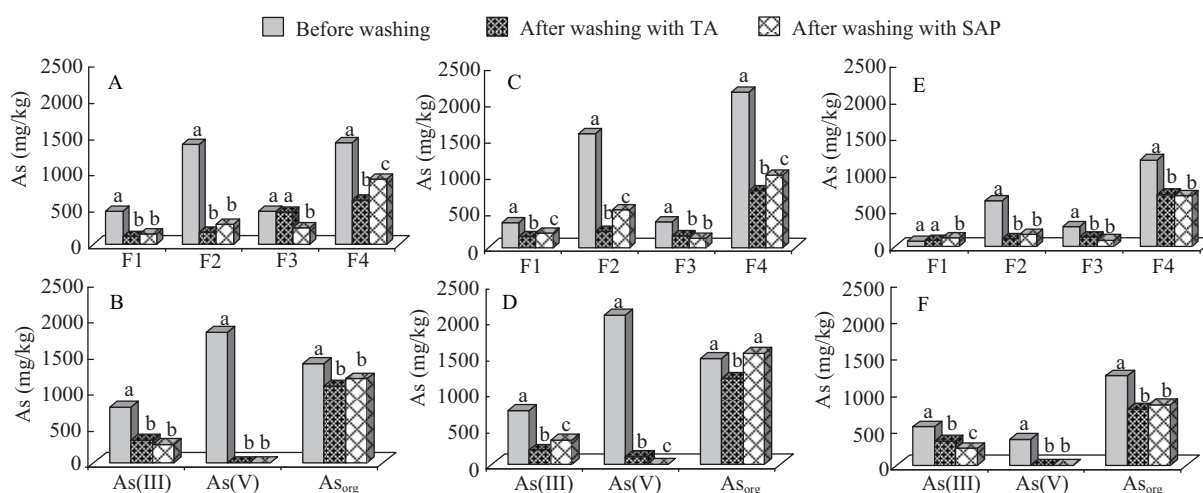 Before washing After washing with TA After washing with SAP
A
As (mg/kg)
2500
2000
1500
1000
500
0
a b b a b b a a b a b c
F1 F2 F3 F4
C
As (mg/kg)
2500
2000
1500
1000
500
0
a b c a b c a b b a b c
F1 F2 F3 F4
E
As (mg/kg)
2500
2000
1500
1000
500
0
a a b a b b a b b a b b
F1 F2 F3 F4
B
As (mg/kg)
2500
2000
1500
1000
500
0
a b b a b b a b b
As(III) As(V) Asorg
D
As (mg/kg)
2500
2000
1500
1000
500
0
a b c a b c a b a
As(III) As(V) Asorg
F
As (mg/kg)
2500
2000
1500
1000
500
0
a b c a b b a b b
As(III) As(V) Asorg